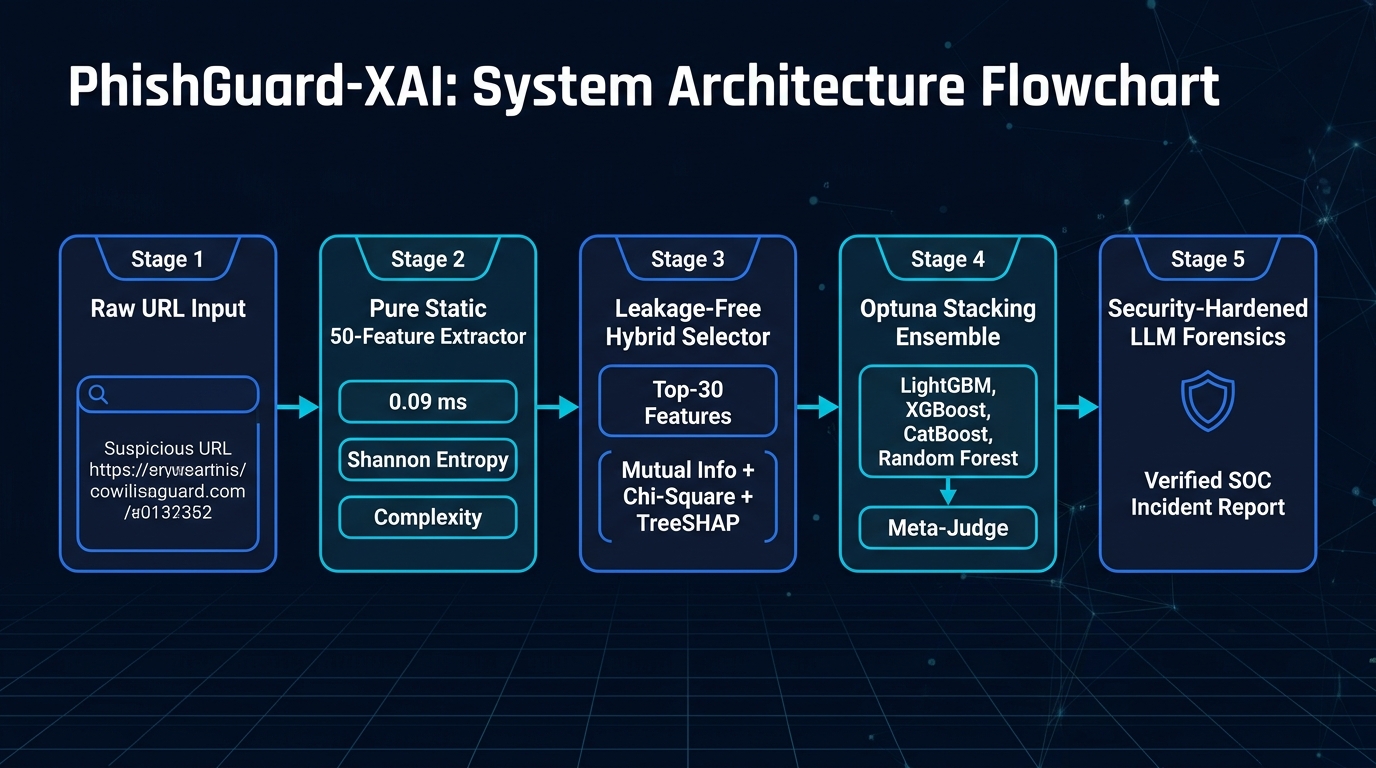 PhishGuard-XAI: System Architecture Flowchart
Stage 1
Raw URL Input
Suspicious URL
cowilisnguard.com
Stage 2
Pure Static
50-Feature Extractor
0.09 ms
Shannon Entropy
Complexity
Stage 3
Leakage-Free
Hybrid Selector
Top-30
Features
Mutual Info +
Chi-Square +
TreeSHAP
Stage 4
Optuna Stacking
Ensemble
LightGBM,
XGBoost,
CatBoost,
Random Forest
Meta-Judge
Stage 5
Security-Hardened
LLM Forensics
Verified SOC
Incident Report